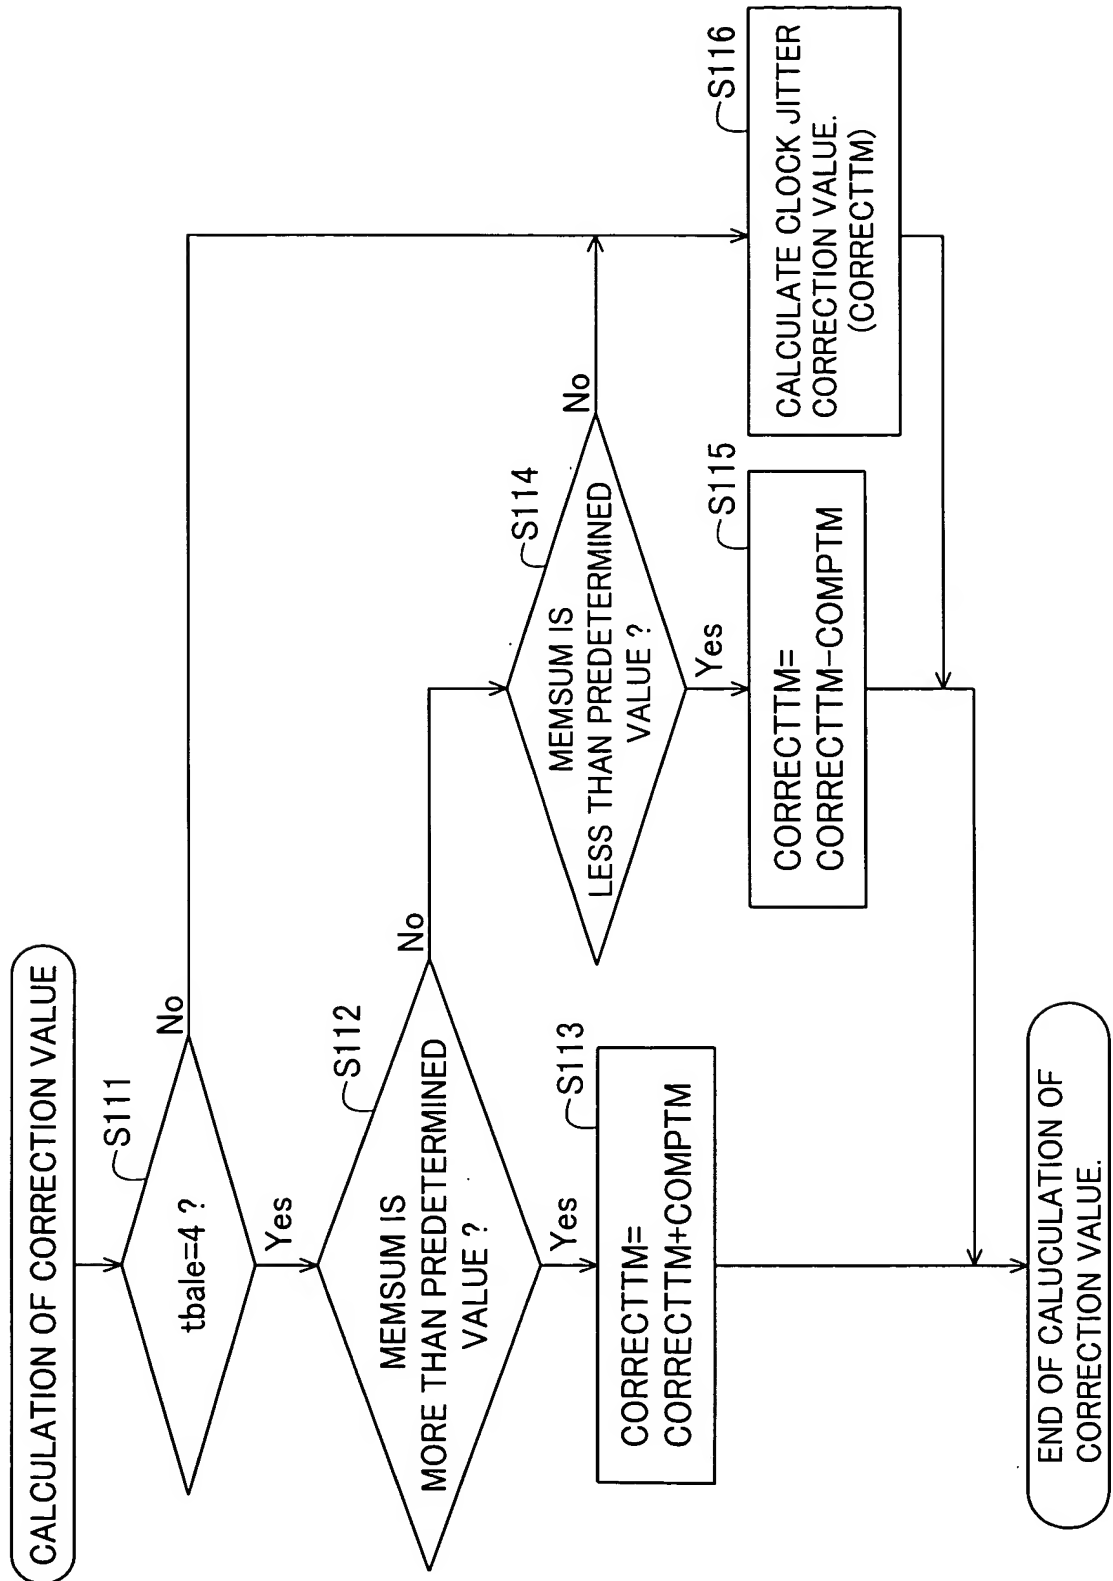 CALCULATION OF CORRECTION VALUE
S111
tbale=4 ?
No
Yes
S112
MEMSUM IS
MORE THAN PREDETERMINED
VALUE ?
No
Yes
S113
CORRECTTM=
CORRECTTM+COMPTM
S114
MEMSUM IS
LESS THAN PREDETERMINED
VALUE ?
No
Yes
S115
CORRECTTM=
CORRECTTM-COMPTM
S116
CALCULATE CLOCK JITTER
CORRECTION VALUE.
(CORRECTTM)
END OF CALUCULATION OF
CORRECTION VALUE.